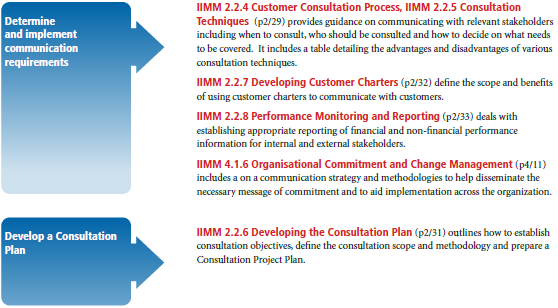 Determine
and implement
communication
requirements
IIMM 2.2.4 Customer Consultation Process, IIMM 2.2.5 Consultation
Techniques (p2/29) provides guidance on communicating with relevant stakeholders
including when to consult, who should be consulted and how to decide on what needs
to be covered. It includes a table detailing the advantages and disadvantages of various
consultation techniques.
IIMM 2.2.7 Developing Customer Charters (p2/32) define the scope and benefits
of using customer charters to communicate with customers.
IIMM 2.2.8 Performance Monitoring and Reporting (p2/33) deals with
establishing appropriate reporting of financial and non-financial performance
information for internal and external stakeholders.
IIMM 4.1.6 Organisational Commitment and Change Management (p4/11)
includes a on a communication strategy and methodologies to help disseminate the
necessary message of commitment and to aid implementation across the organization.
Develop a Consultation
Plan
IIMM 2.2.6 Developing the Consultation Plan (p2/31) outlines how to establish
consultation objectives, define the consultation scope and methodology and prepare a
Consultation Project Plan.